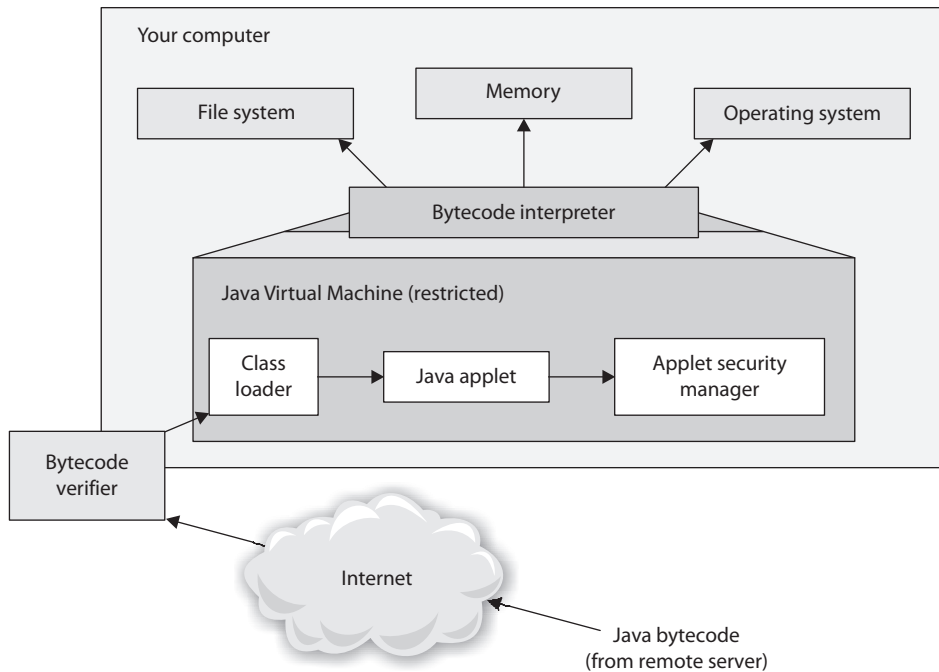 Your computer
File system
Memory
Operating system
Bytecode interpreter
Java Virtual Machine (restricted)
Class
loader
Java applet
Applet security
manager
Bytecode
verifier
Internet
Java bytecode
(from remote server)